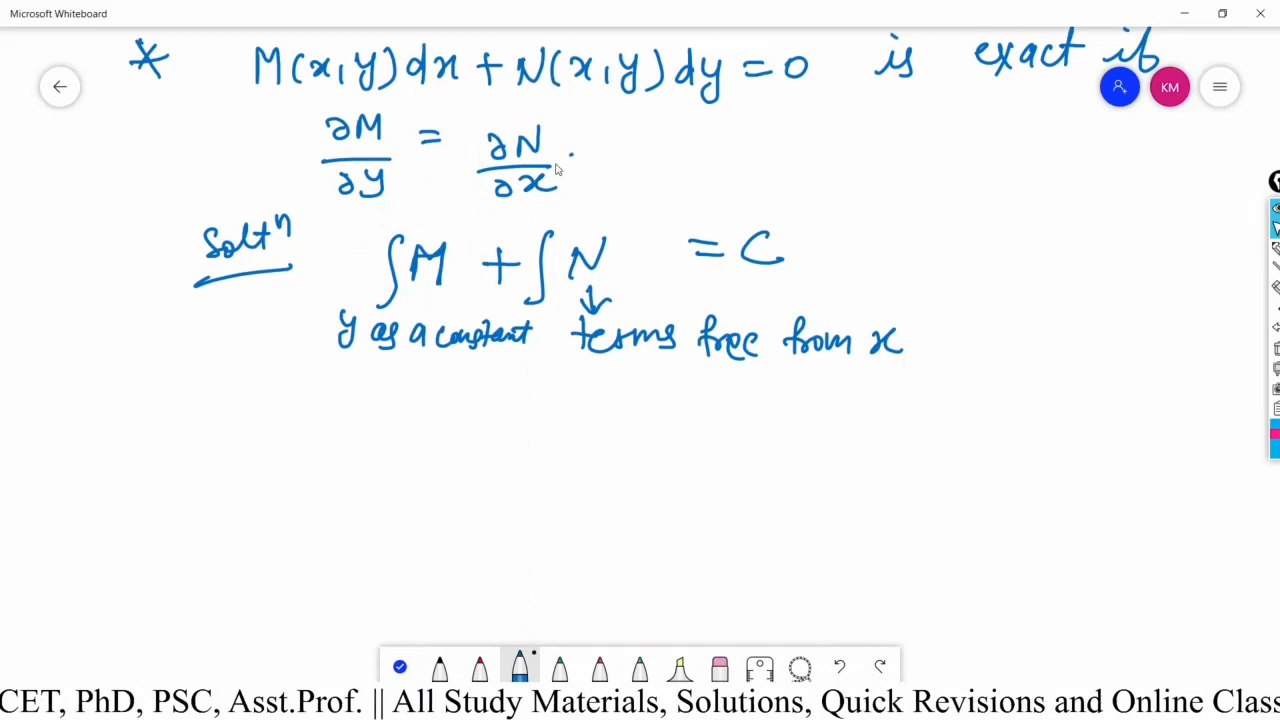 Microsoft Whiteboard
* M(x,y)dx + N(x,y)dy = 0 is exact if
KM
∂M/∂y = ∂N/∂x .
Soltⁿ ∫M + ∫N = C
y as a constant ↓ terms free from x
CET, PhD, PSC, Asst.Prof. || All Study Materials, Solutions, Quick Revisions and Online Clas